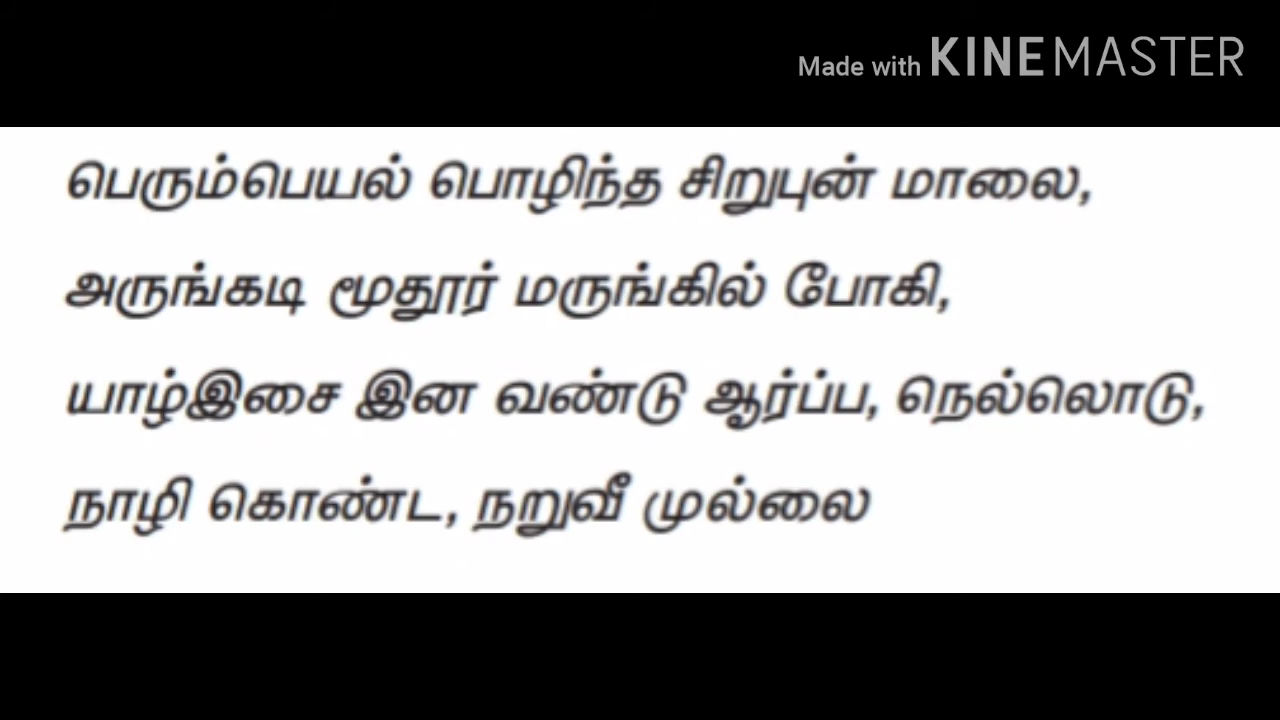 Made with KINEMASTER
பெரும்பெயல் பொழிந்த சிறுபுன் மாலை,
அருங்கடி மூதூர் மருங்கில் போகி,
யாழ்இசை இன வண்டு ஆர்ப்ப, நெல்லொடு,
நாழி கொண்ட, நறுவீ முல்லை